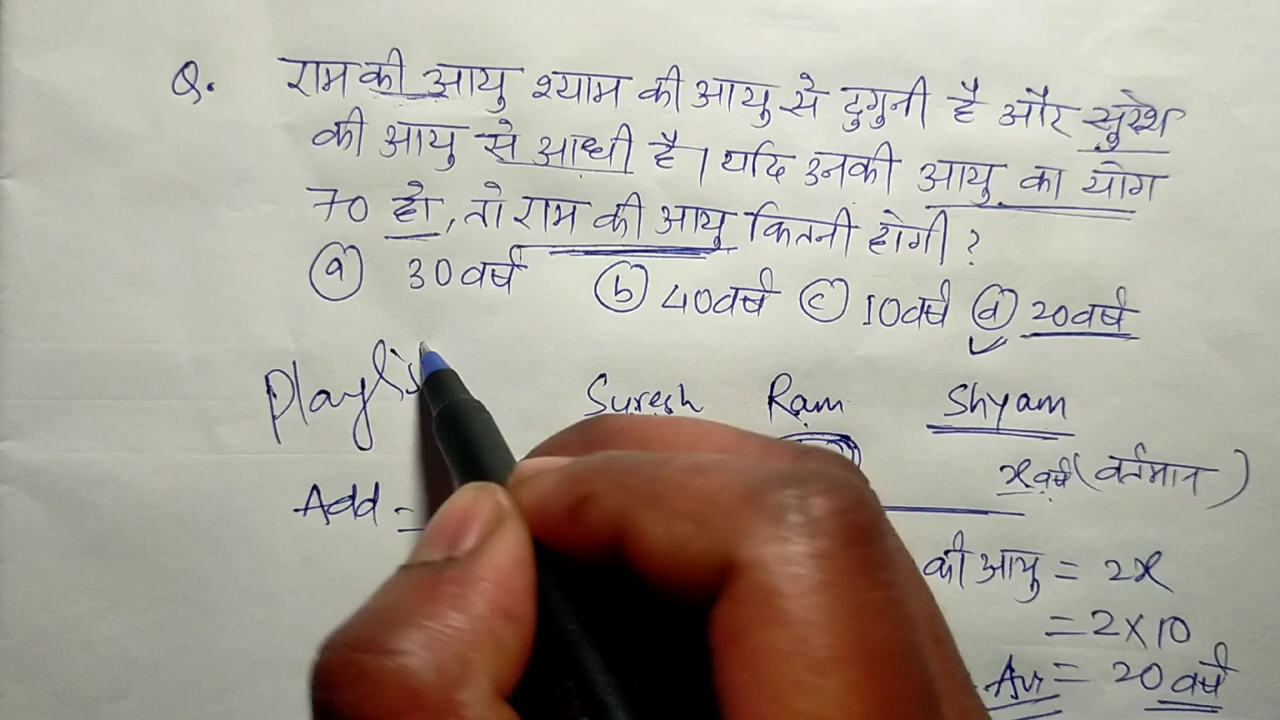 Q. राम की आयु श्याम की आयु से दुगुनी है और सुरेश
की आयु से आधी है। यदि उनकी आयु का योग
70 हो, तो राम की आयु कितनी होगी ?
(a) 30 वर्ष (b) 40 वर्ष (c) 10 वर्ष (d) 20 वर्ष
Playlis
Suresh Ram Shyam
x वर्ष (वर्तमान)
Add =
की आयु = 2x
= 2×10
Ans = 20 वर्ष